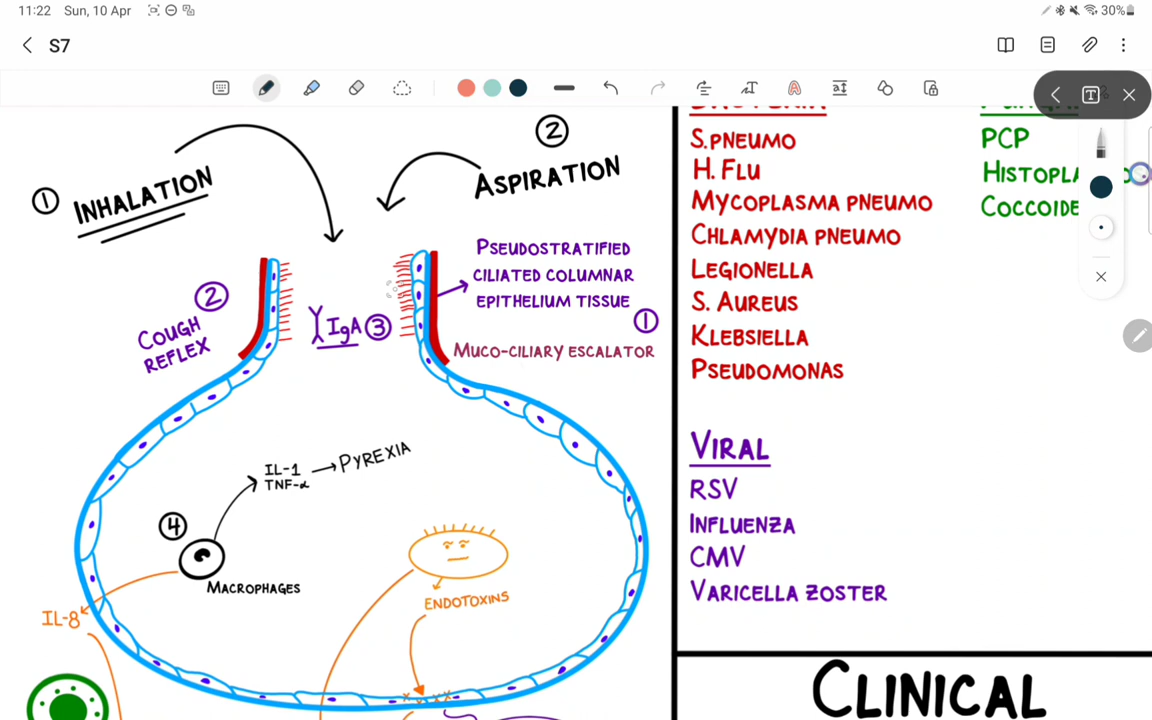 11:22 Sun, 10 Apr
30%
S7
① INHALATION
② ASPIRATION
PSEUDOSTRATIFIED
CILIATED COLUMNAR
EPITHELIUM TISSUE
①
MUCO-CILIARY ESCALATOR
②
COUGH
REFLEX
IgA ③
IL-1
TNF-α
→ PYREXIA
④
MACROPHAGES
IL-8
ENDOTOXINS
S. PNEUMO
H. FLU
MYCOPLASMA PNEUMO
CHLAMYDIA PNEUMO
LEGIONELLA
S. AUREUS
KLEBSIELLA
PSEUDOMONAS
VIRAL
RSV
INFLUENZA
CMV
VARICELLA ZOSTER
PCP
HISTOPLA
COCCOIDE
CLINICAL